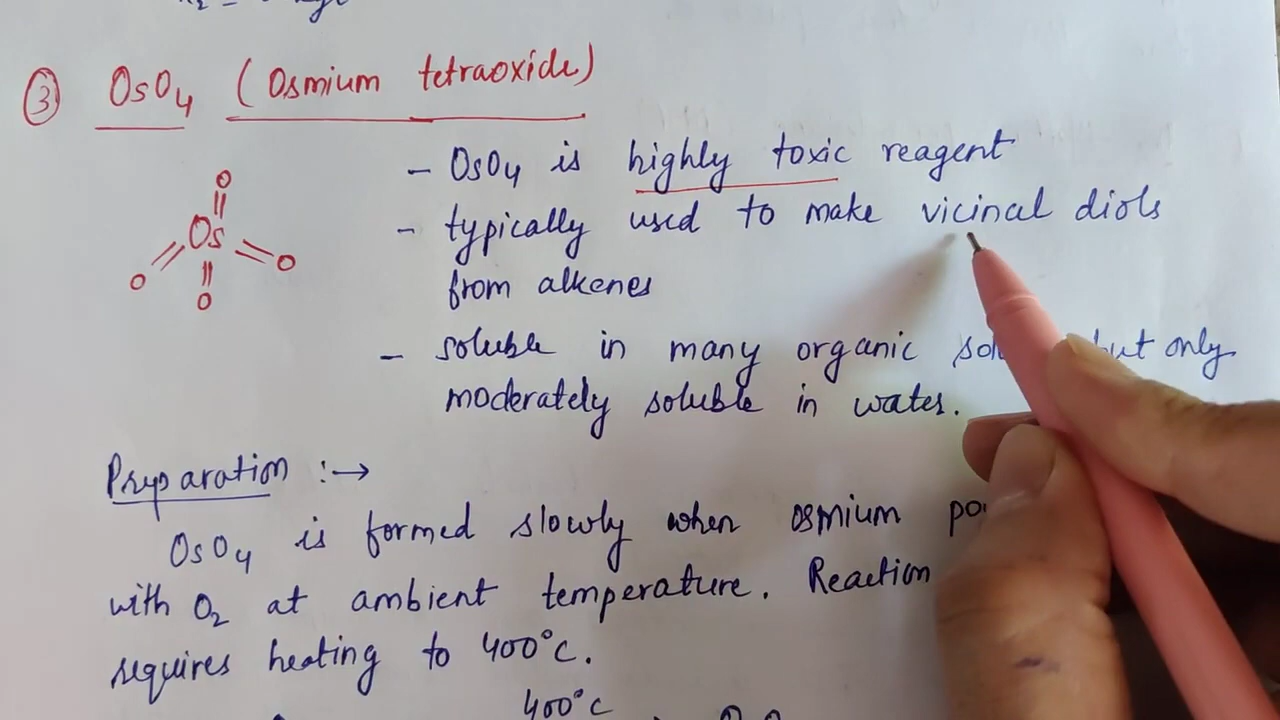 ③ OsO4 (Osmium tetraoxide)
- OsO4 is highly toxic reagent
- typically used to make vicinal diols
from alkenes
- soluble in many organic but only
moderately soluble in water.
O
Os
O O
O
Preparation :→
OsO4 is formed slowly when osmium
with O2 at ambient temperature. Reaction
requires heating to 400°C.
400°C